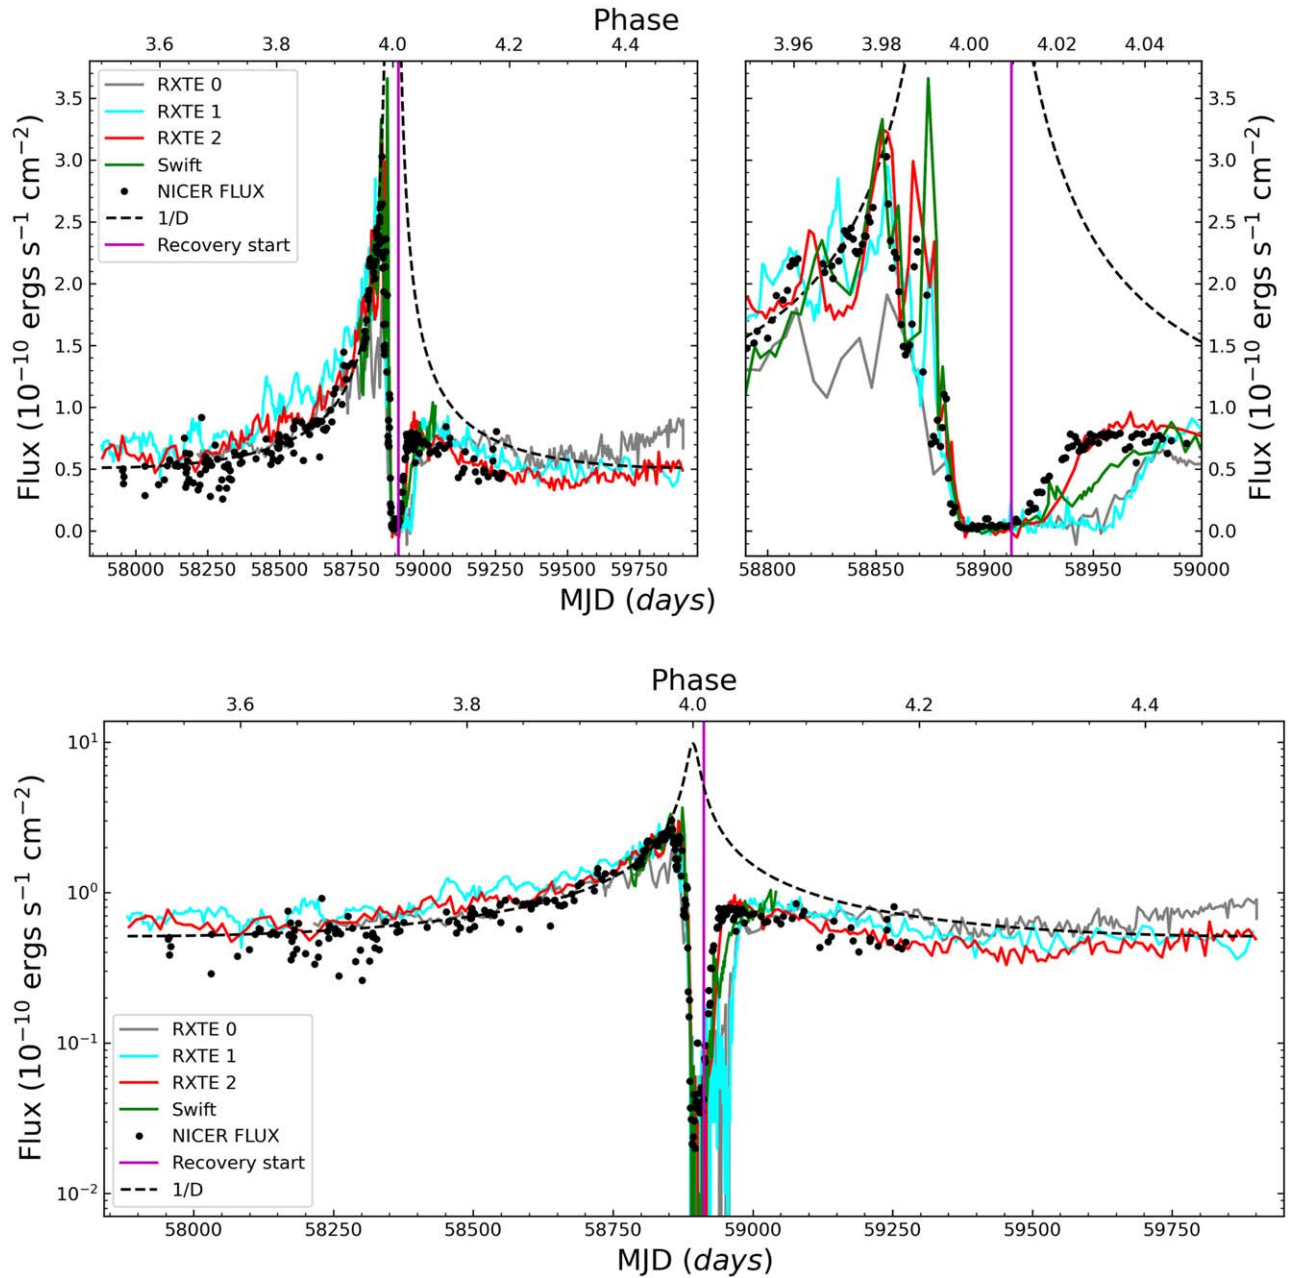 Phase
3.6 3.8 4.0 4.2 4.4
3.5
3.0
2.5
2.0
1.5
1.0
0.5
0.0
Flux (10⁻¹⁰ ergs s⁻¹ cm⁻²)
RXTE 0
RXTE 1
RXTE 2
Swift
NICER FLUX
1/D
Recovery start
58000 58250 58500 58750 59000 59250 59500 59750
3.96 3.98 4.00 4.02 4.04
3.5
3.0
2.5
2.0
1.5
1.0
0.5
0.0
Flux (10⁻¹⁰ ergs s⁻¹ cm⁻²)
58800 58850 58900 58950 59000
MJD (days)
Phase
3.6 3.8 4.0 4.2 4.4
10¹
10⁰
10⁻¹
10⁻²
Flux (10⁻¹⁰ ergs s⁻¹ cm⁻²)
RXTE 0
RXTE 1
RXTE 2
Swift
NICER FLUX
Recovery start
1/D
58000 58250 58500 58750 59000 59250 59500 59750
MJD (days)